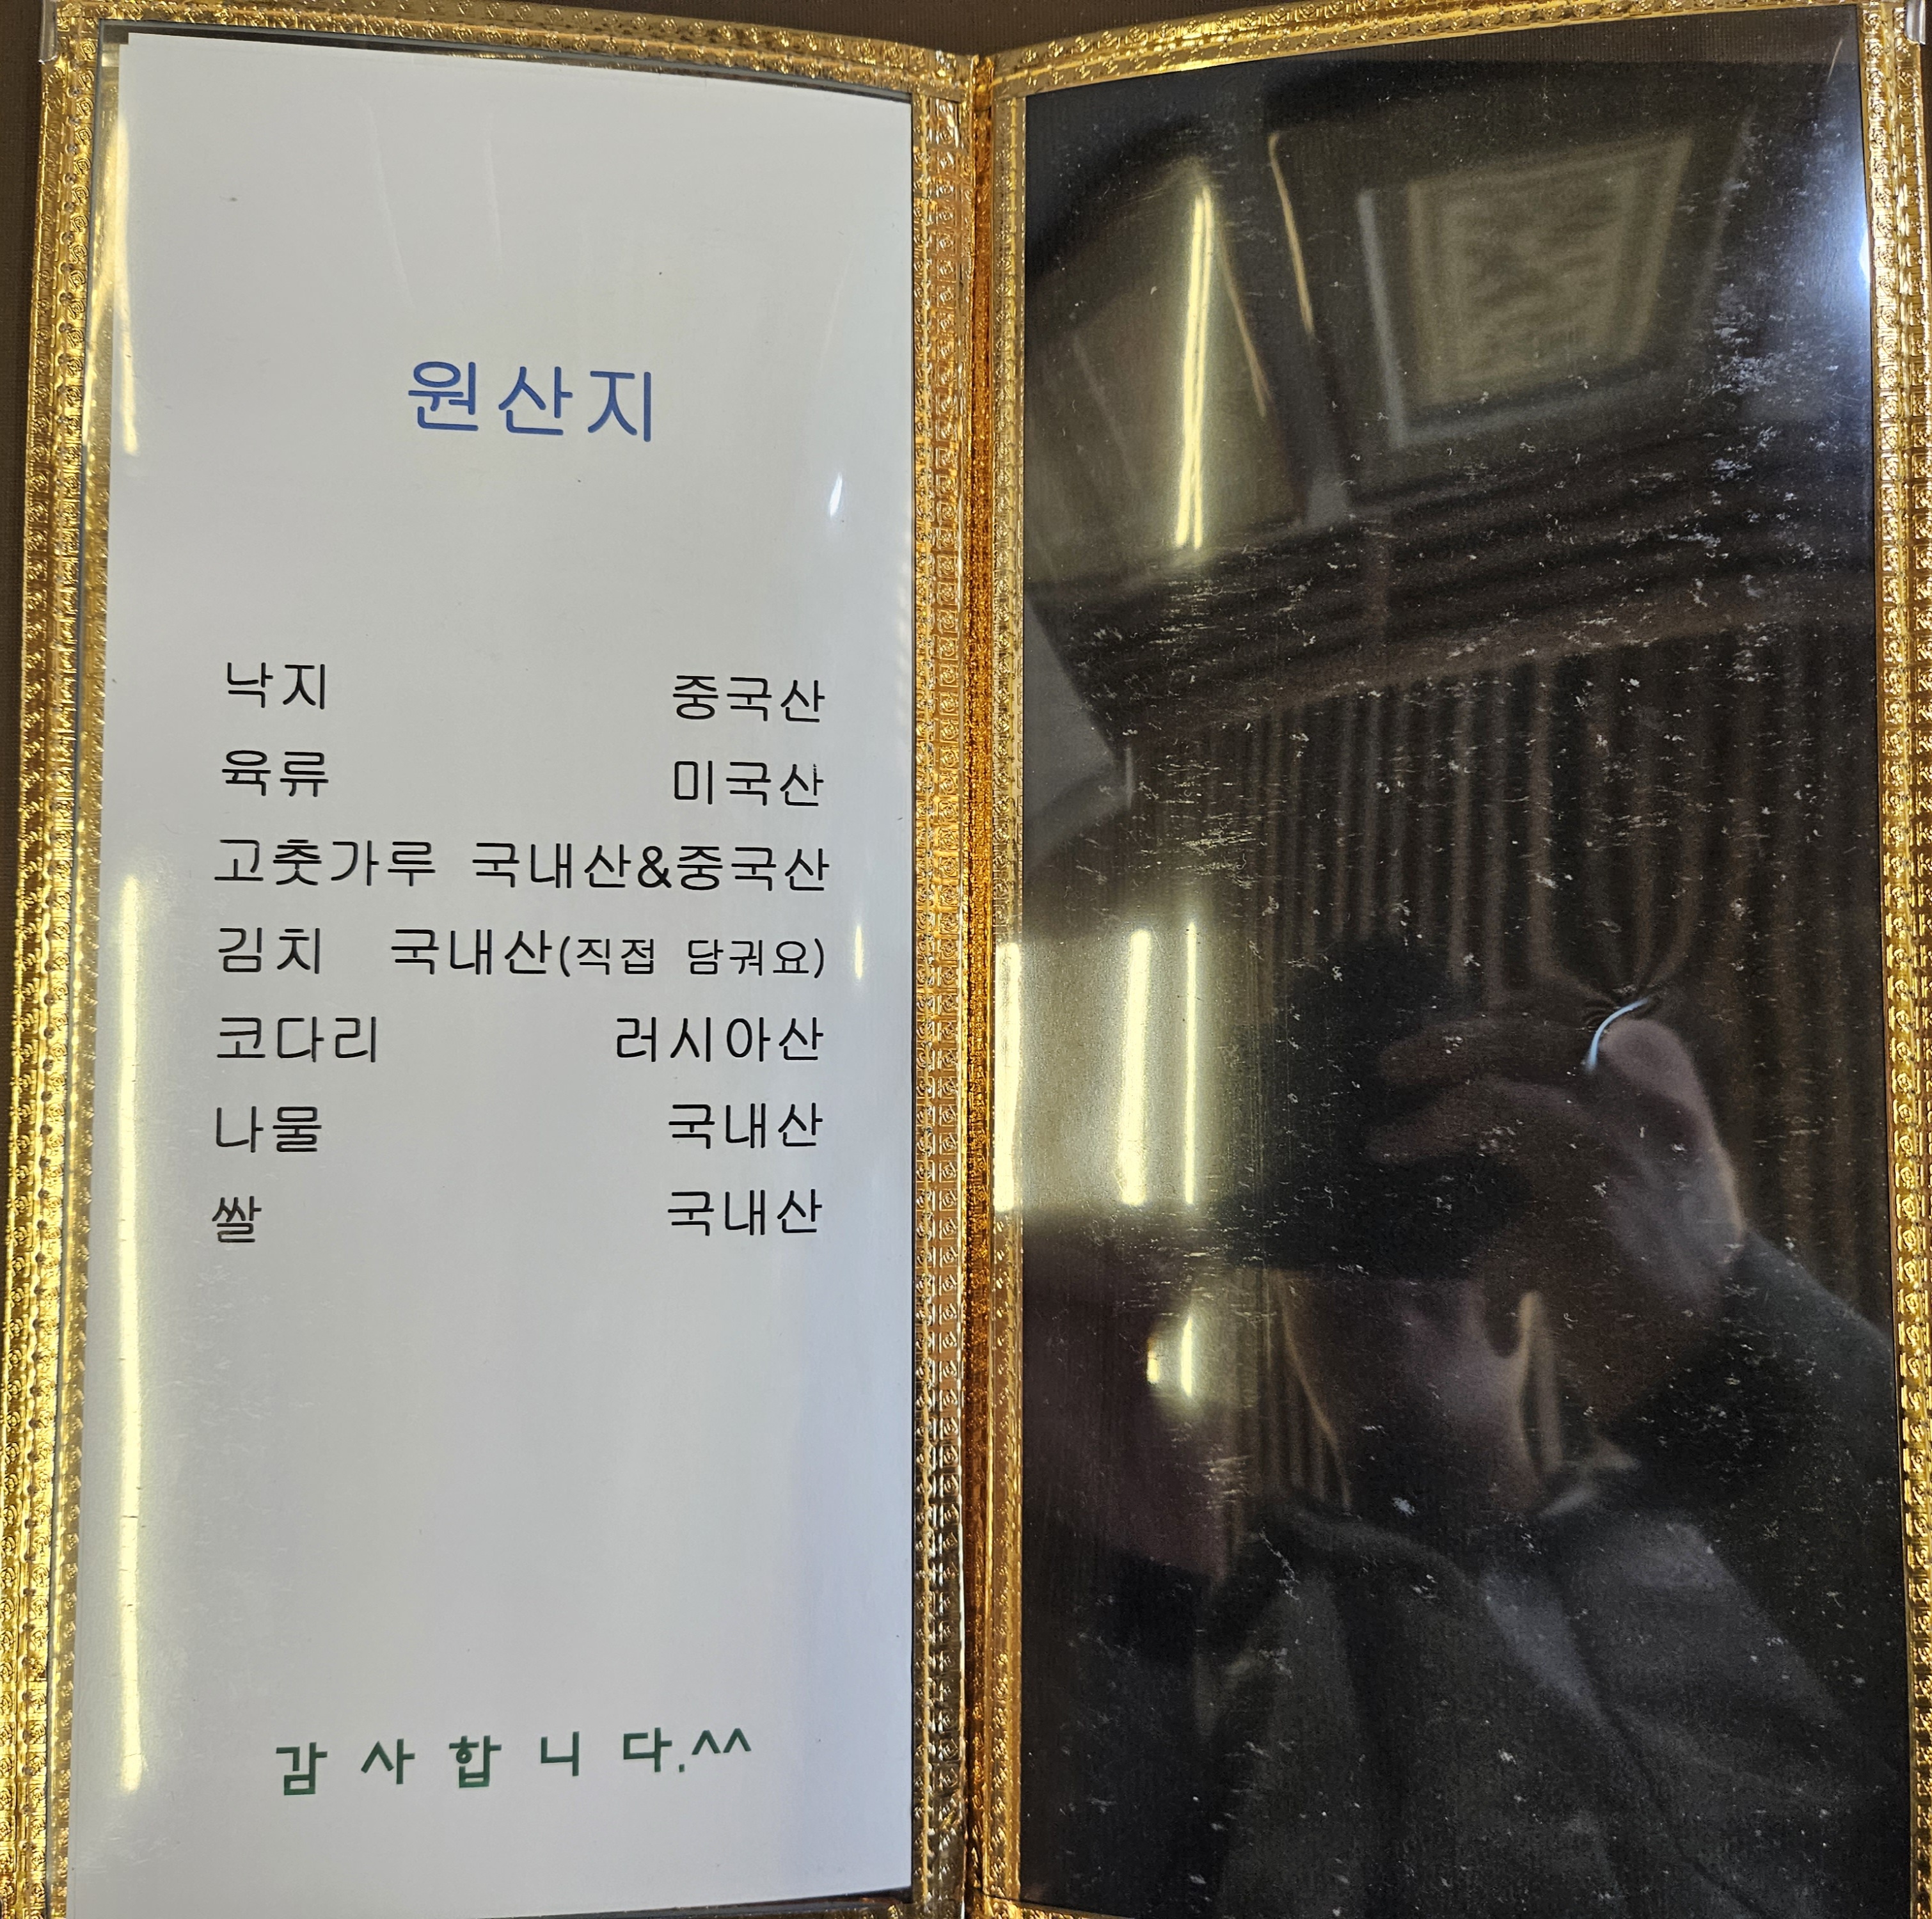 원산지
낙지 중국산
육류 미국산
고춧가루 국내산&중국산
김치 국내산(직접 담궈요)
코다리 러시아산
나물 국내산
쌀 국내산
감 사 합 니 다.^^